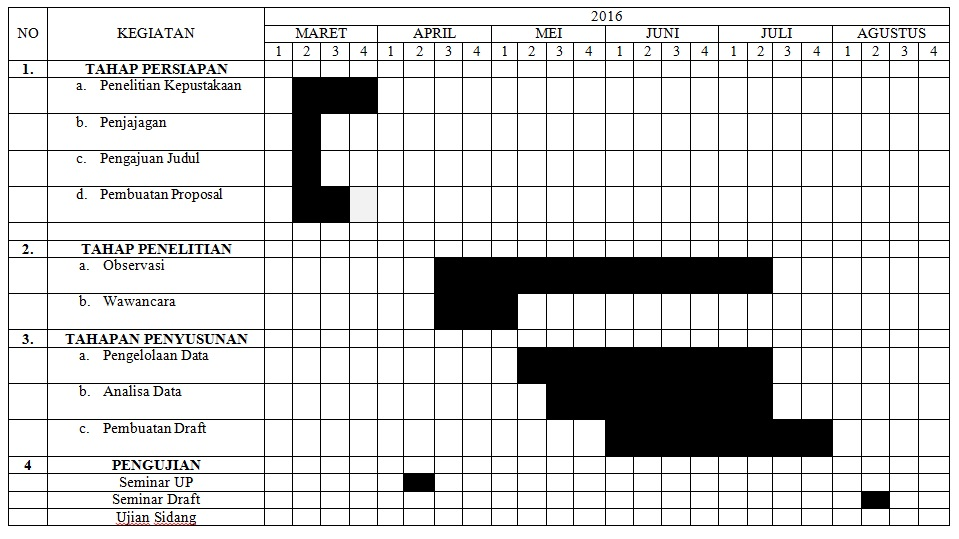 2016
NO KEGIATAN MARET APRIL MEI JUNI JULI AGUSTUS
1 2 3 4 1 2 3 4 1 2 3 4 1 2 3 4 1 2 3 4 1 2 3 4
1. TAHAP PERSIAPAN
a. Penelitian Kepustakaan
b. Penjajagan
c. Pengajuan Judul
d. Pembuatan Proposal
2. TAHAP PENELITIAN
a. Observasi
b. Wawancara
3. TAHAPAN PENYUSUNAN
a. Pengelolaan Data
b. Analisa Data
c. Pembuatan Draft
4 PENGUJIAN
Seminar UP
Seminar Draft
Ujian Sidang